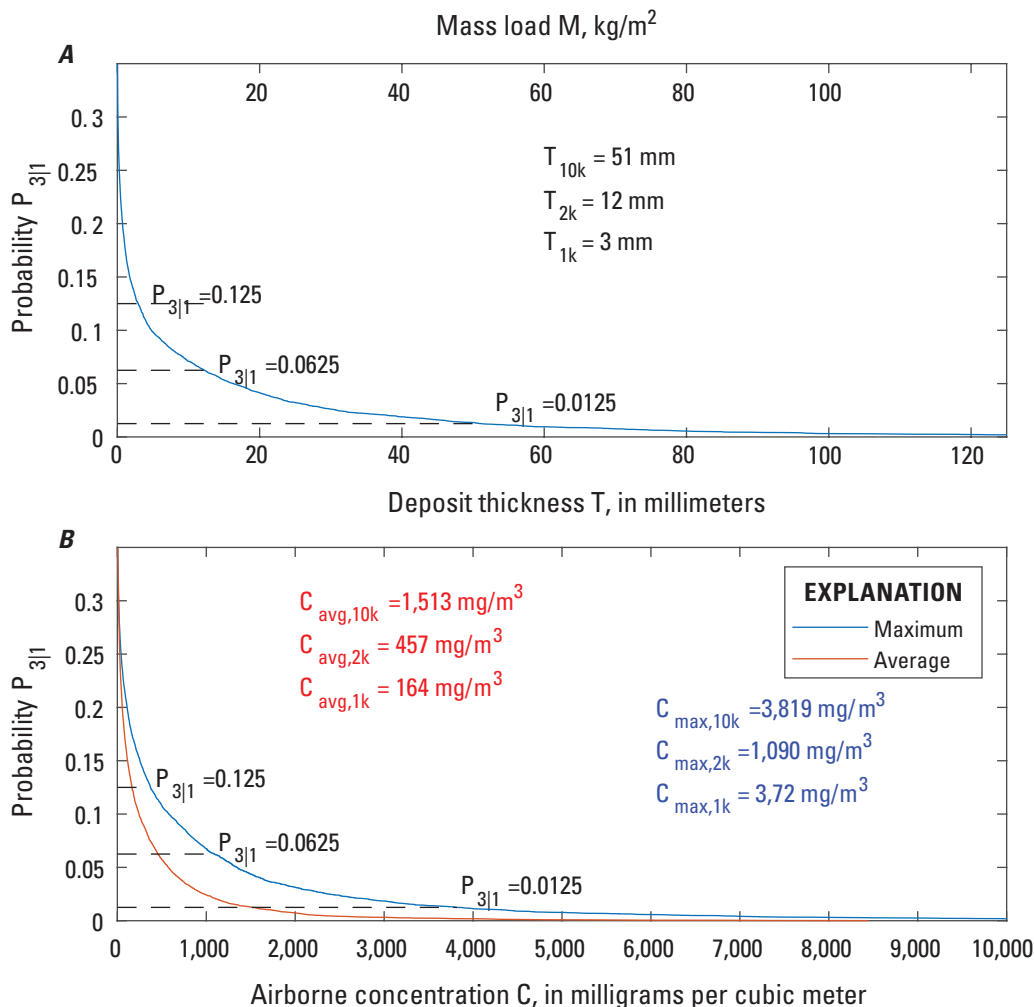 Mass load M, kg/m2
A
20 40 60 80 100
0.3
0.25
0.2
0.15
0.1
0.05
0
Probability P3|1
T10k = 51 mm
T2k = 12 mm
T1k = 3 mm
P3|1 =0.125
P3|1 =0.0625
P3|1 =0.0125
0 20 40 60 80 100 120
Deposit thickness T, in millimeters
B
0.3
0.25
0.2
0.15
0.1
0.05
0
Probability P3|1
C avg,10k =1,513 mg/m3
C avg,2k = 457 mg/m3
C avg,1k = 164 mg/m3
EXPLANATION
Maximum
Average
C max,10k =3,819 mg/m3
C max,2k =1,090 mg/m3
C max,1k = 3,72 mg/m3
P3|1 =0.125
P3|1 =0.0625
P3|1 =0.0125
0 1,000 2,000 3,000 4,000 5,000 6,000 7,000 8,000 9,000 10,000
Airborne concentration C, in milligrams per cubic meter